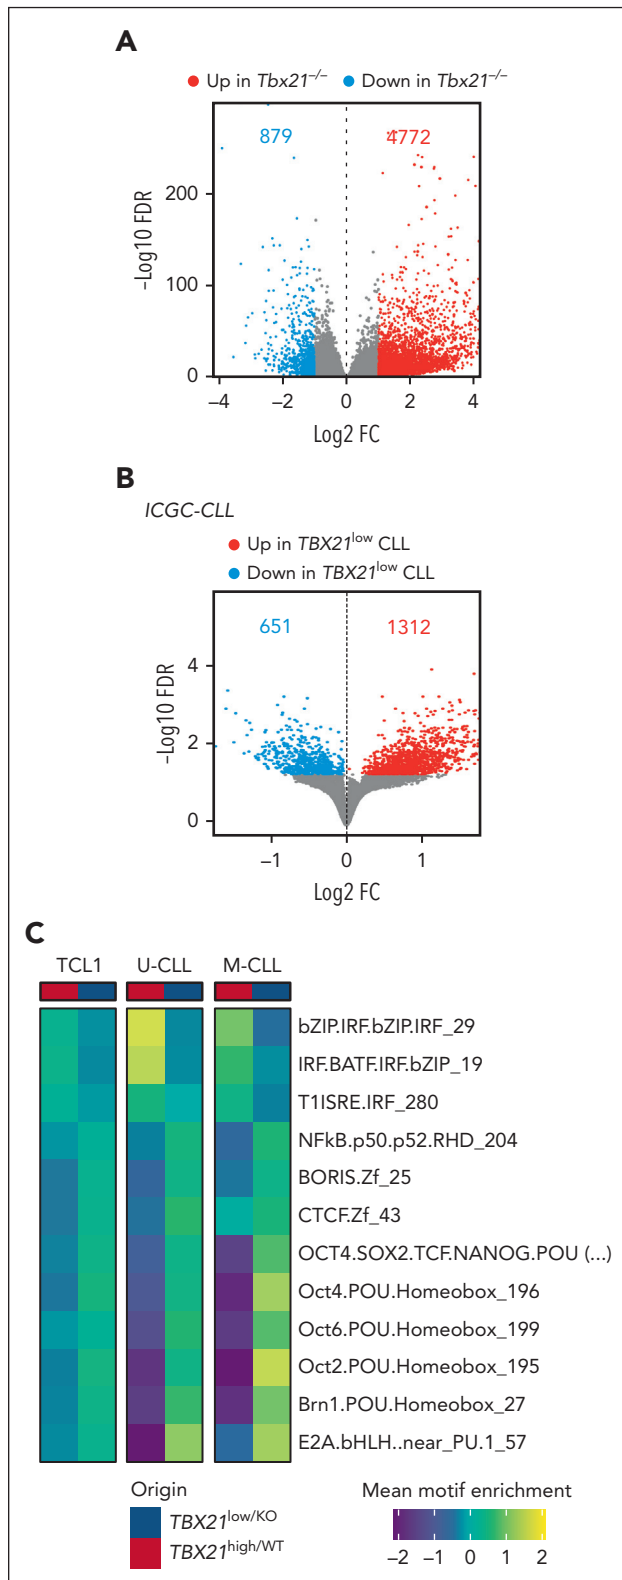 A
Up in Tbx21–/– Down in Tbx21–/–
879 4772
200
100
0
–Log10 FDR
–4 –2 0 2 4
Log2 FC
B
ICGC-CLL
Up in TBX21low CLL
Down in TBX21low CLL
651 1312
4
2
0
–Log10 FDR
–1 0 1
Log2 FC
C
TCL1 U-CLL M-CLL
bZIP.IRF.bZIP.IRF_29
IRF.BATF.IRF.bZIP_19
T1ISRE.IRF_280
NFkB.p50.p52.RHD_204
BORIS.Zf_25
CTCF.Zf_43
OCT4.SOX2.TCF.NANOG.POU (...)
Oct4.POU.Homeobox_196
Oct6.POU.Homeobox_199
Oct2.POU.Homeobox_195
Brn1.POU.Homeobox_27
E2A.bHLH..near_PU.1_57
Origin
TBX21low/KO
TBX21high/WT
Mean motif enrichment
–2 –1 0 1 2